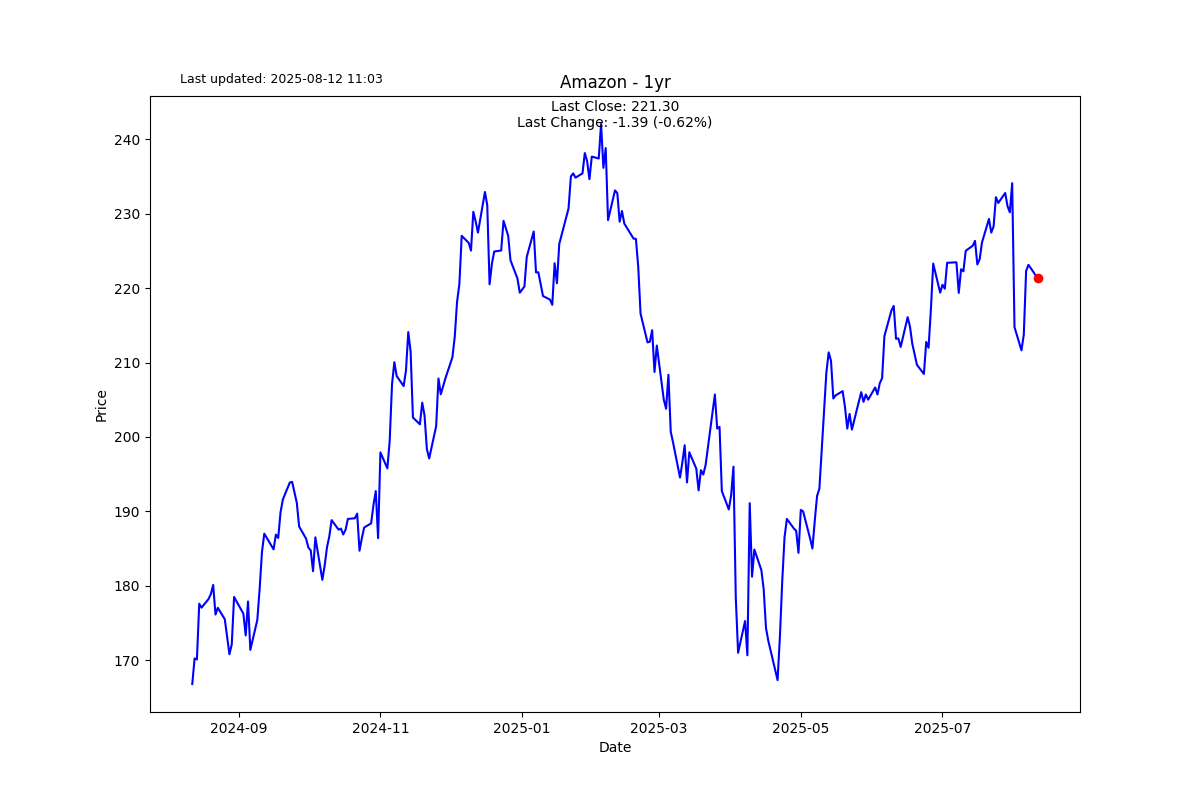 Last updated: 2025-08-12 11:03
Amazon - 1yr
Last Close: 221.30
Last Change: -1.39 (-0.62%)
240
230
220
210
200
190
180
170
Price
2024-09
2024-11
2025-01
2025-03
2025-05
2025-07
Date